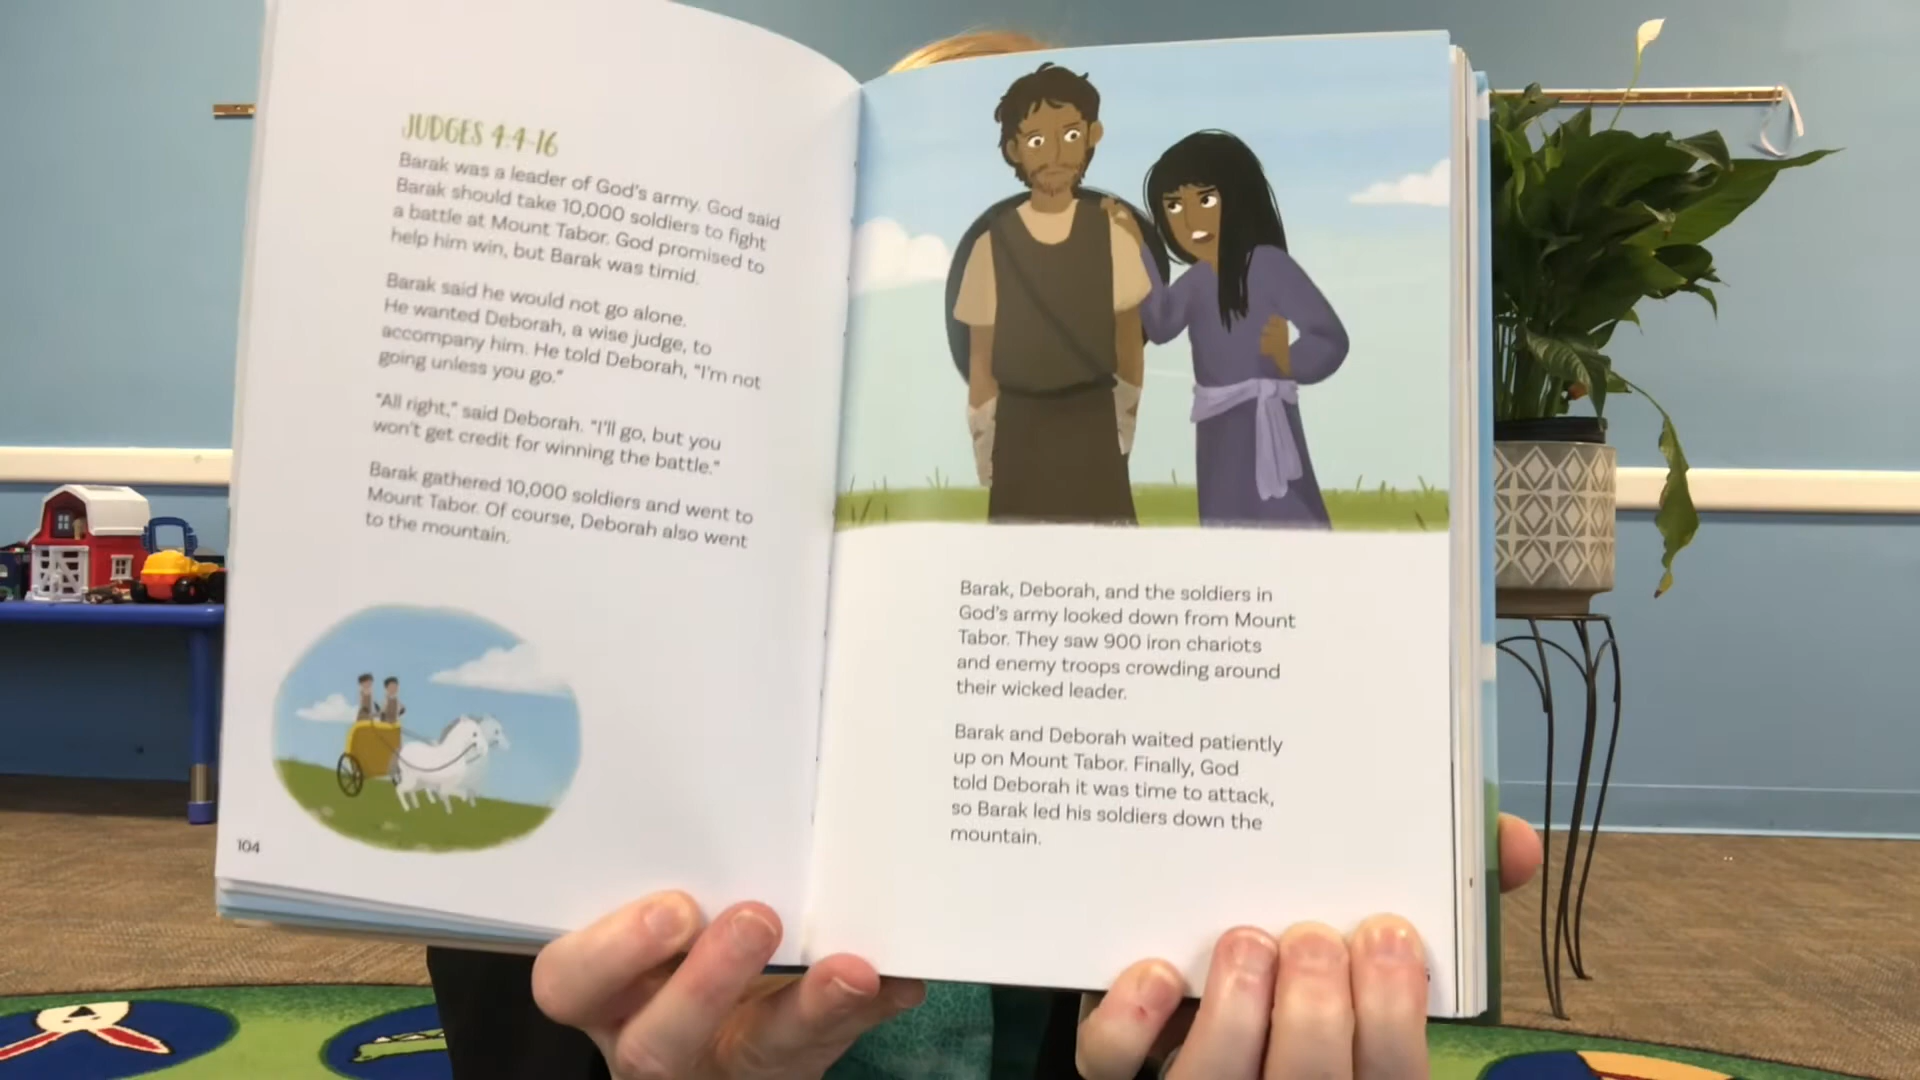 JUDGES 4:4-16
Barak was a leader of God's army. God said
Barak should take 10,000 soldiers to fight
a battle at Mount Tabor. God promised to
help him win, but Barak was timid.
Barak said he would not go alone.
He wanted Deborah, a wise judge, to
accompany him. He told Deborah, "I'm not
going unless you go."
"All right," said Deborah. "I'll go, but you
won't get credit for winning the battle."
Barak gathered 10,000 soldiers and went to
Mount Tabor. Of course, Deborah also went
to the mountain.
104
Barak, Deborah, and the soldiers in
God's army looked down from Mount
Tabor. They saw 900 iron chariots
and enemy troops crowding around
their wicked leader.
Barak and Deborah waited patiently
up on Mount Tabor. Finally, God
told Deborah it was time to attack,
so Barak led his soldiers down the
mountain.